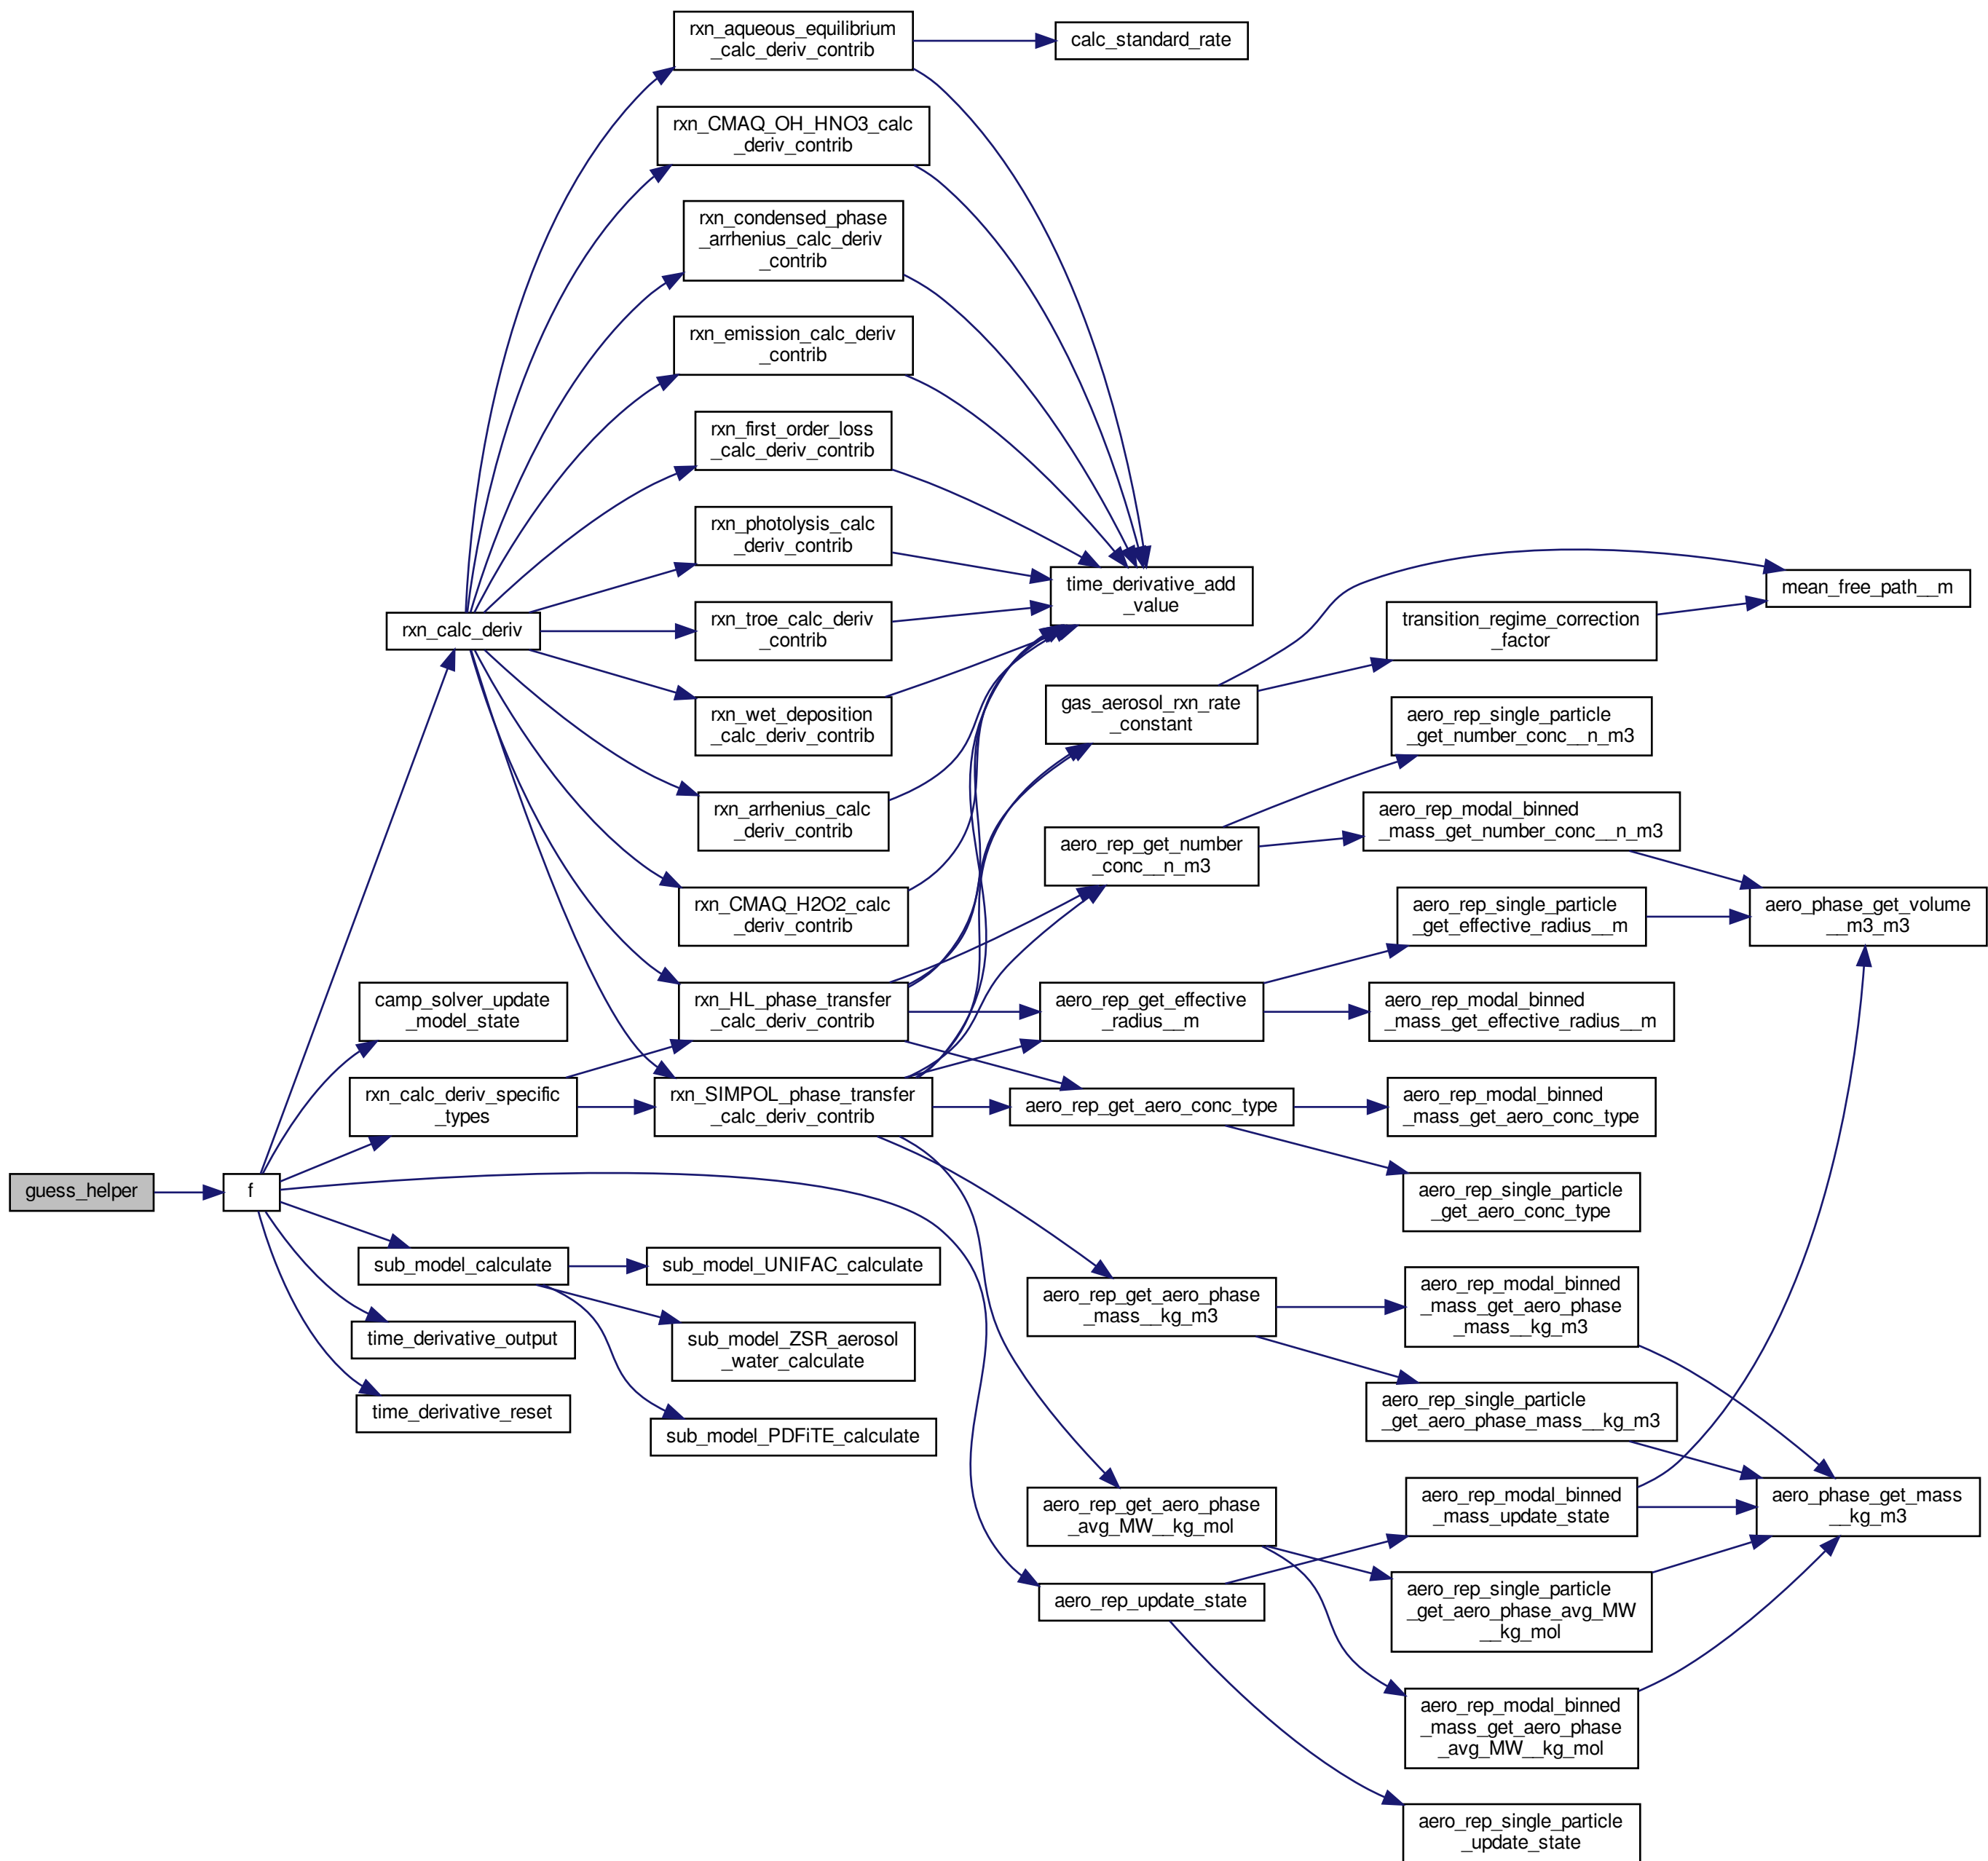 guess_helper
f
rxn_calc_deriv
camp_solver_update
_model_state
rxn_calc_deriv_specific
_types
sub_model_calculate
time_derivative_output
time_derivative_reset
rxn_aqueous_equilibrium
_calc_deriv_contrib
rxn_CMAQ_OH_HNO3_calc
_deriv_contrib
rxn_condensed_phase
_arrhenius_calc_deriv
_contrib
rxn_emission_calc_deriv
_contrib
rxn_first_order_loss
_calc_deriv_contrib
rxn_photolysis_calc
_deriv_contrib
rxn_troe_calc_deriv
_contrib
rxn_wet_deposition
_calc_deriv_contrib
rxn_arrhenius_calc
_deriv_contrib
rxn_CMAQ_H2O2_calc
_deriv_contrib
rxn_HL_phase_transfer
_calc_deriv_contrib
rxn_SIMPOL_phase_transfer
_calc_deriv_contrib
sub_model_UNIFAC_calculate
sub_model_ZSR_aerosol
_water_calculate
sub_model_PDFiTE_calculate
calc_standard_rate
time_derivative_add
_value
gas_aerosol_rxn_rate
_constant
aero_rep_get_number
_conc__n_m3
aero_rep_get_effective
_radius__m
aero_rep_get_aero_conc_type
aero_rep_get_aero_phase
_mass__kg_m3
aero_rep_get_aero_phase
_avg_MW__kg_mol
aero_rep_update_state
transition_regime_correction
_factor
aero_rep_single_particle
_get_number_conc__n_m3
aero_rep_modal_binned
_mass_get_number_conc__n_m3
aero_rep_single_particle
_get_effective_radius__m
aero_rep_modal_binned
_mass_get_effective_radius__m
aero_rep_modal_binned
_mass_get_aero_conc_type
aero_rep_single_particle
_get_aero_conc_type
aero_rep_modal_binned
_mass_get_aero_phase
_mass__kg_m3
aero_rep_single_particle
_get_aero_phase_mass__kg_m3
aero_rep_modal_binned
_mass_update_state
aero_rep_single_particle
_get_aero_phase_avg_MW
__kg_mol
aero_rep_modal_binned
_mass_get_aero_phase
_avg_MW__kg_mol
aero_rep_single_particle
_update_state
mean_free_path__m
aero_phase_get_volume
__m3_m3
aero_phase_get_mass
__kg_m3